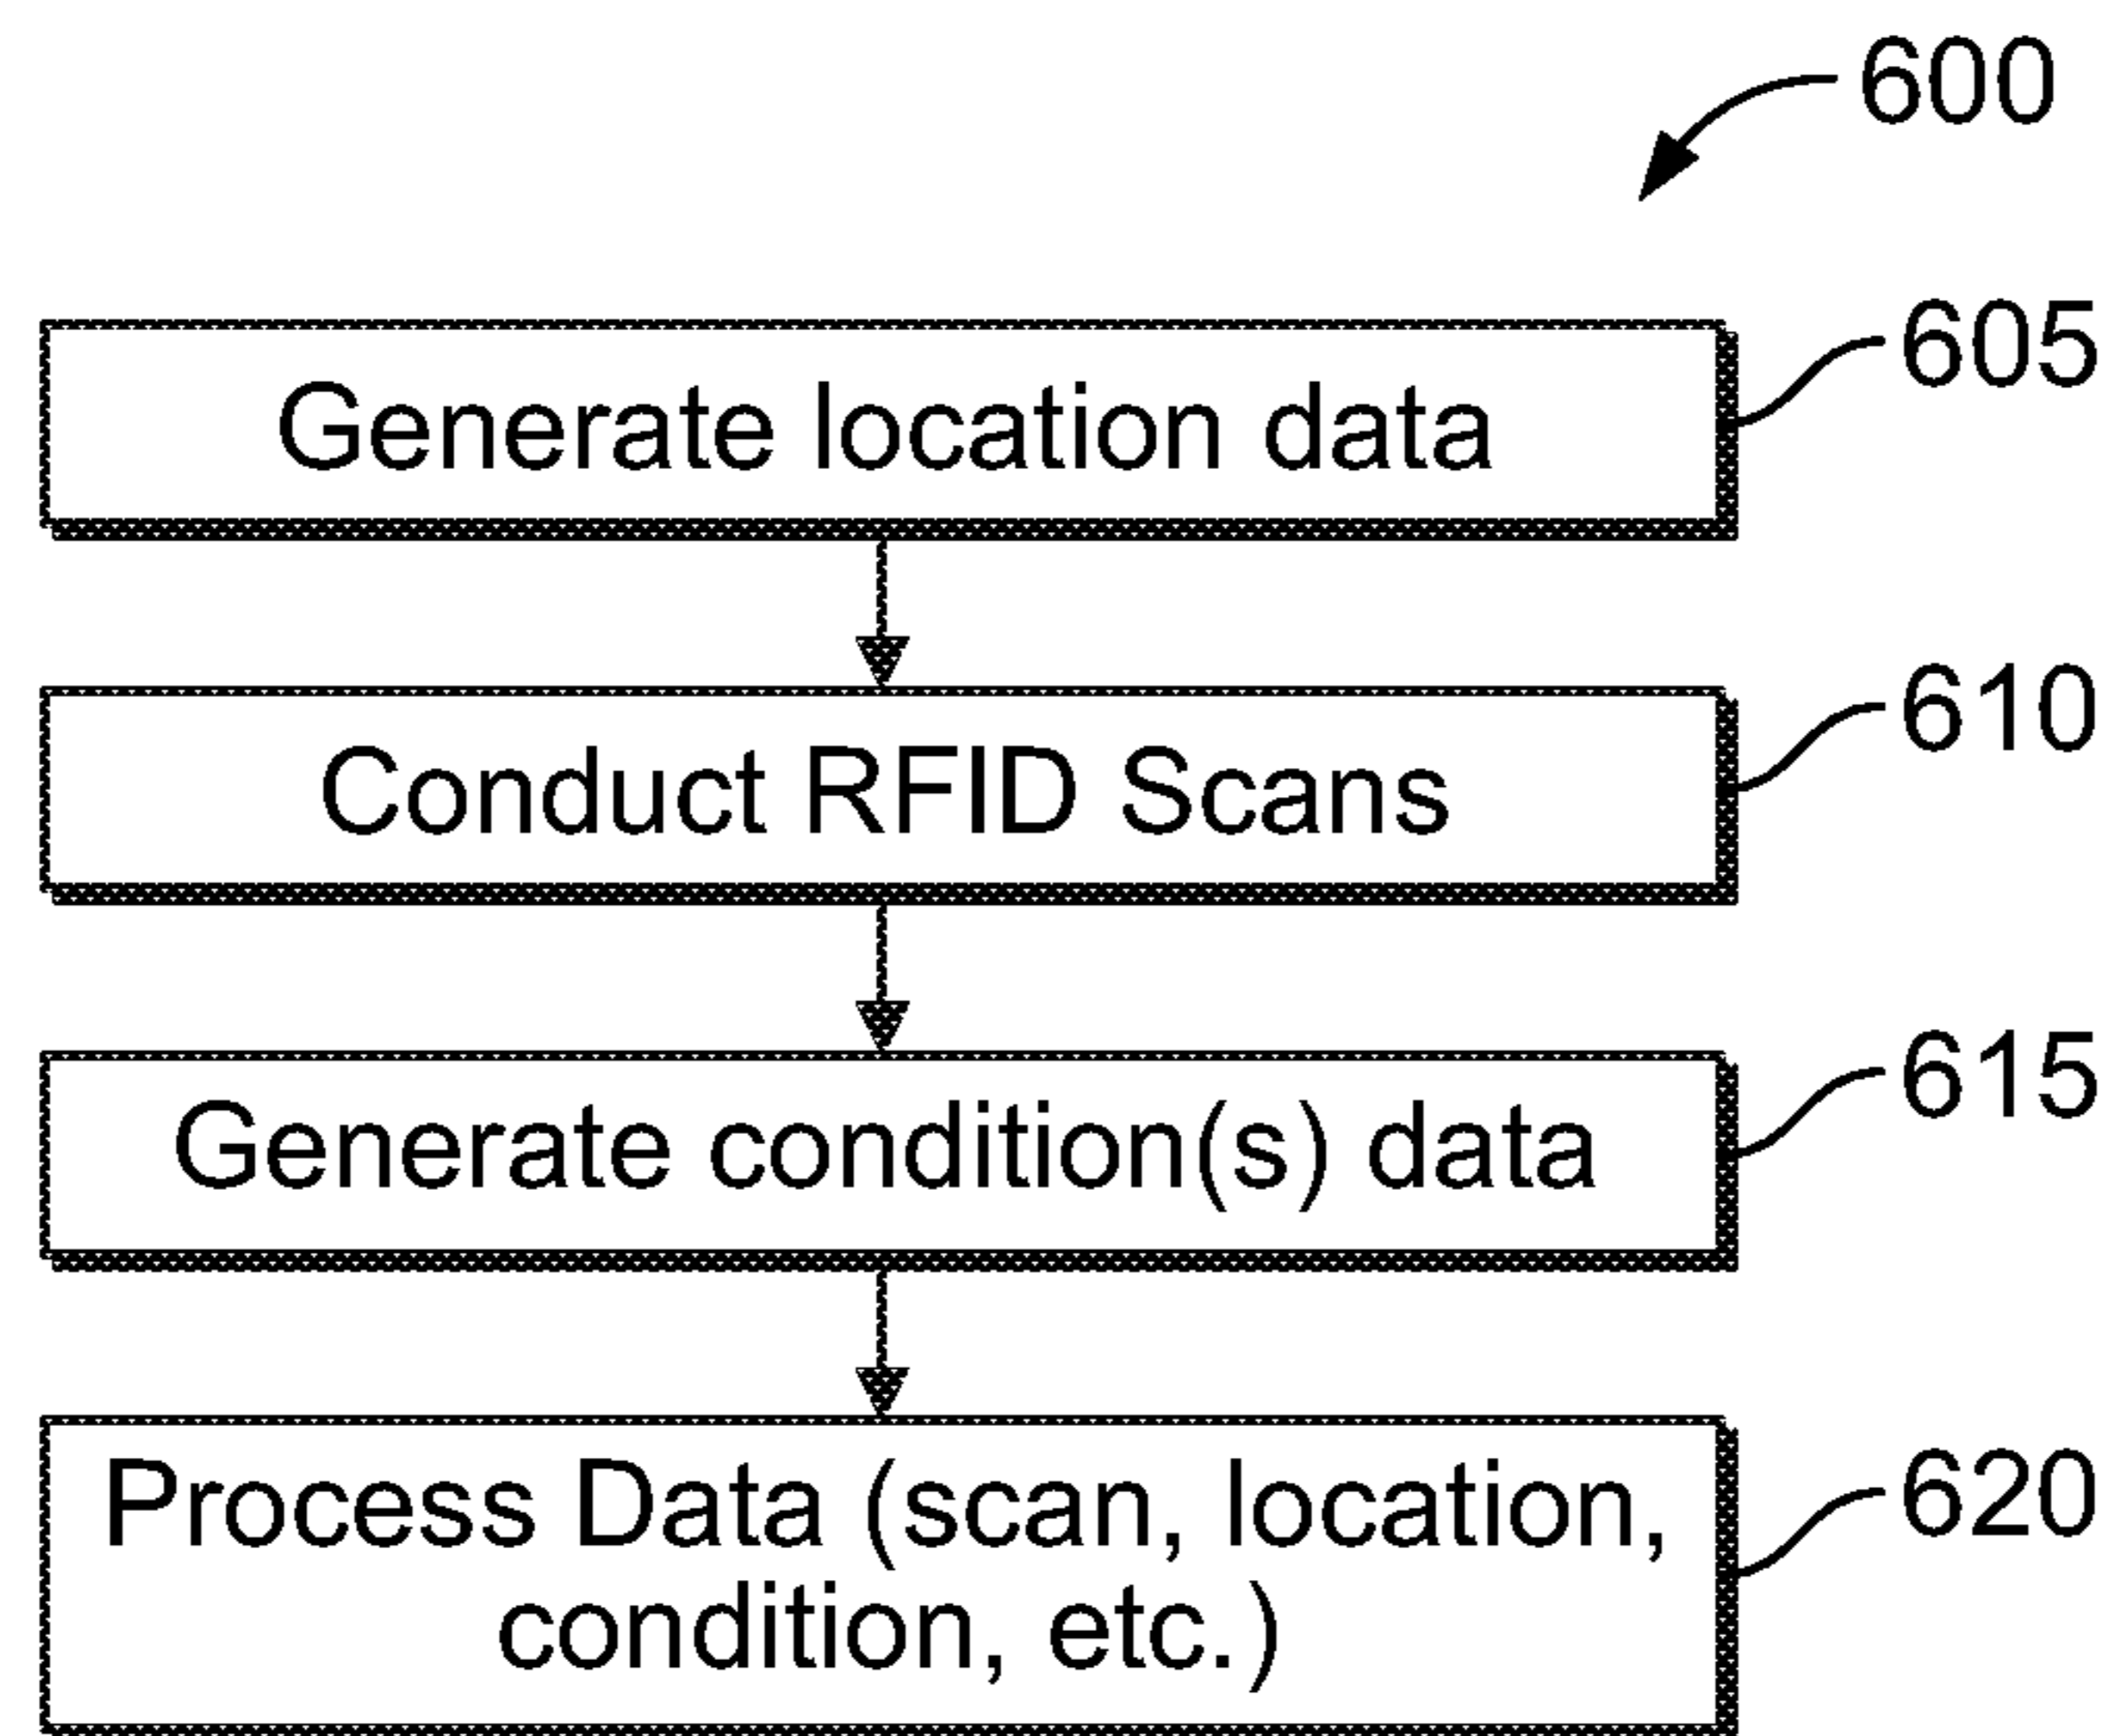 600
Generate location data
605
Conduct RFID Scans
610
Generate condition(s) data
615
Process Data (scan, location,
condition, etc.)
620